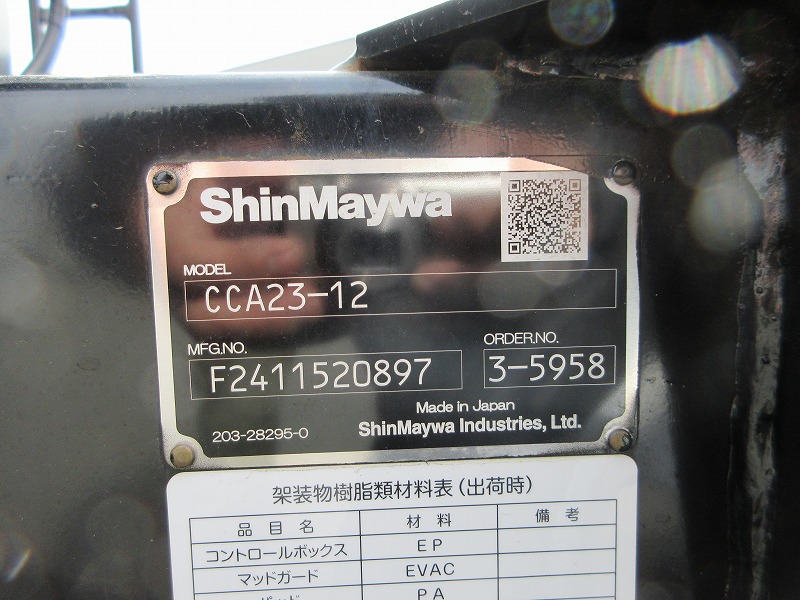 ShinMaywa
MODEL
CCA23-12
MFG.NO. ORDER.NO.
F2411520897 3-5958
Made in Japan
203-28295-0 ShinMaywa Industries, Ltd.
架装物樹脂類材料表(出荷時)
品目名 材料 備考
コントロールボックス EP
マッドガード EVAC
PA